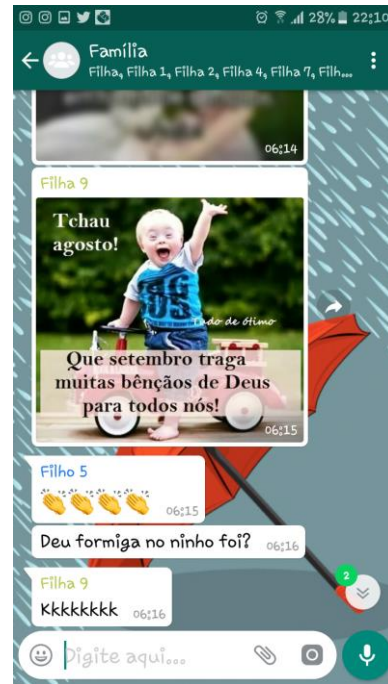 28% 22:10
Família
Filha, Filha 1, Filha 2, Filha 4, Filha 7, Filh...
06:14
Filha 9
Tchau
agosto!
de ótimo
Que setembro traga
muitas bênçãos de Deus
para todos nós!
06:15
Filho 5
👏👏👏👏 06:15
Deu formiga no ninho foi? 06:16
2
Filha 9
Kkkkkkkk 06:16
Digite aqui...